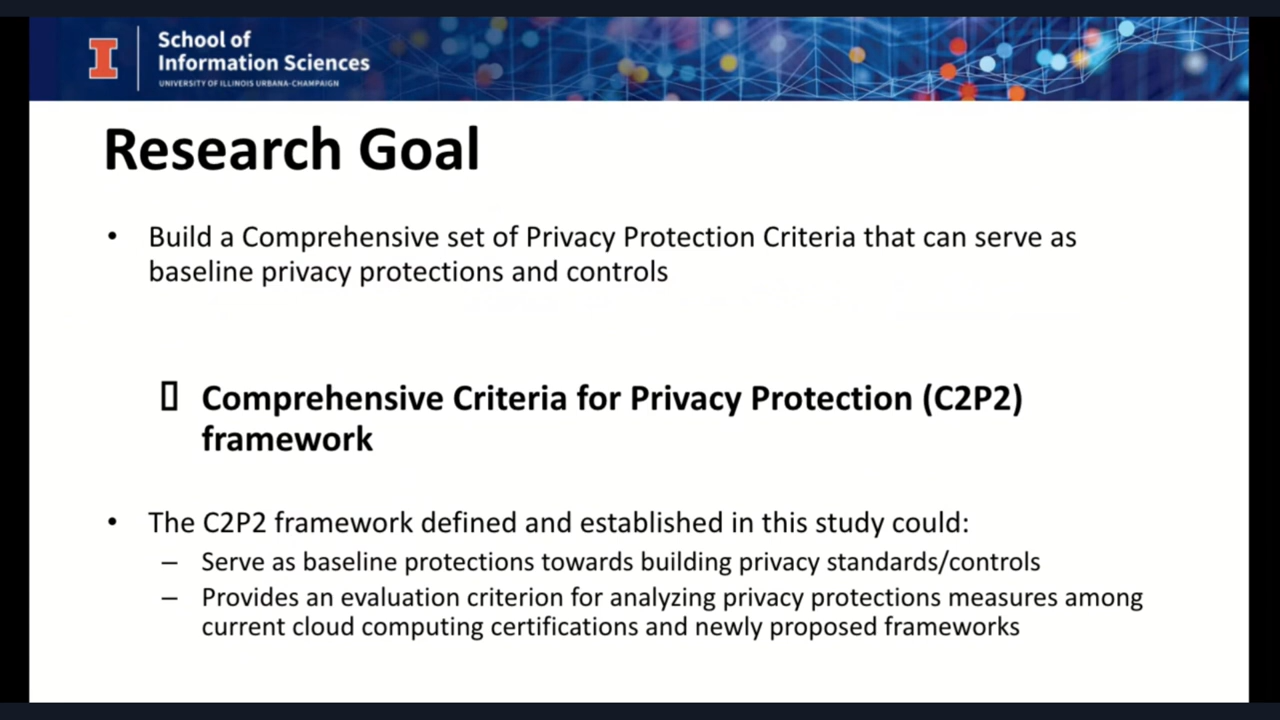 School of
Information Sciences
UNIVERSITY OF ILLINOIS URBANA-CHAMPAIGN
Research Goal
• Build a Comprehensive set of Privacy Protection Criteria that can serve as
baseline privacy protections and controls
Comprehensive Criteria for Privacy Protection (C2P2)
framework
• The C2P2 framework defined and established in this study could:
– Serve as baseline protections towards building privacy standards/controls
– Provides an evaluation criterion for analyzing privacy protections measures among
current cloud computing certifications and newly proposed frameworks